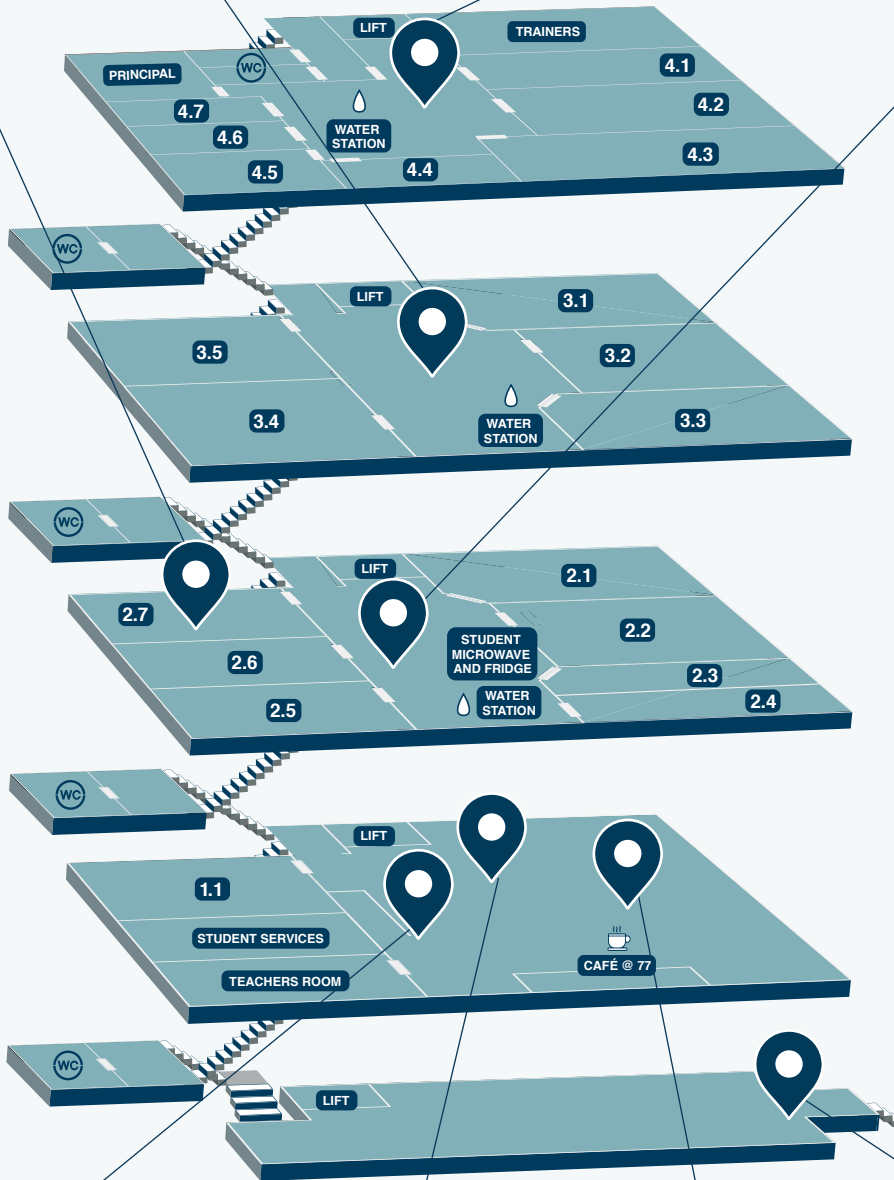 LIFT
TRAINERS
PRINCIPAL
WC
4.1
4.7
4.2
WATER
STATION
4.6
4.3
4.5
4.4
WC
LIFT
3.1
3.5
3.2
3.4
WATER
STATION
3.3
WC
LIFT
2.1
2.7
2.2
STUDENT
MICROWAVE
AND FRIDGE
2.6
2.3
WATER
STATION
2.5
2.4
WC
LIFT
1.1
STUDENT SERVICES
CAFÉ @ 77
TEACHERS ROOM
WC
LIFT